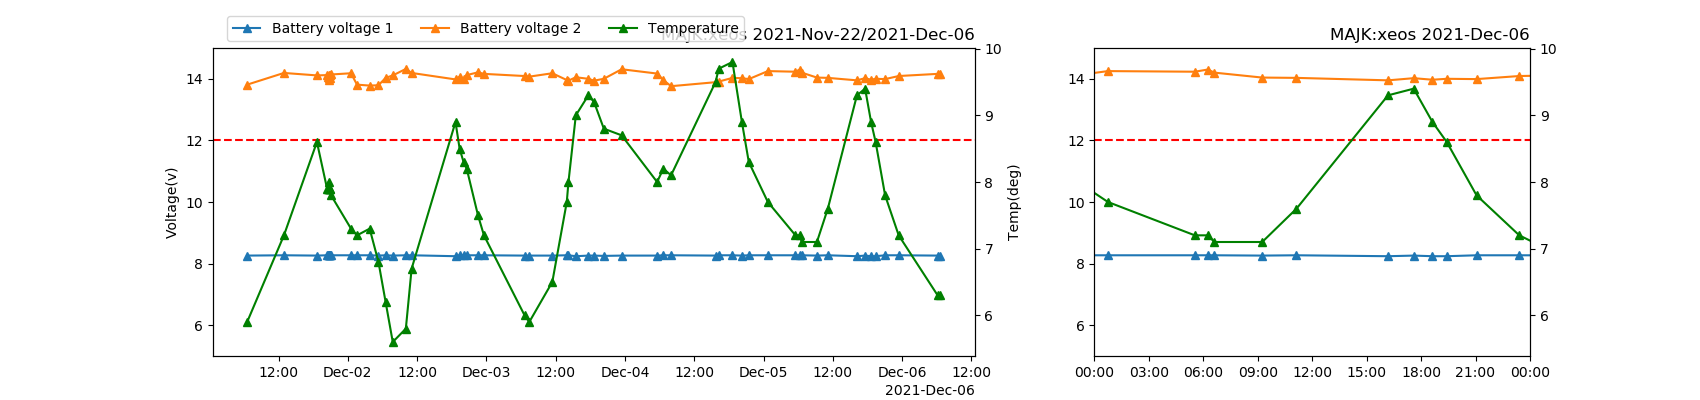 Battery voltage 1 Battery voltage 2 Temperature
MAJK:xeos 2021-Nov-22/2021-Dec-06
MAJK:xeos 2021-Dec-06
Voltage(v)
14
12
10
8
6
10
9
8
7
6
Temp(deg)
12:00 Dec-02 12:00 Dec-03 12:00 Dec-04 12:00 Dec-05 12:00 Dec-06 12:00
2021-Dec-06
14
12
10
8
6
10
9
8
7
6
00:00 03:00 06:00 09:00 12:00 15:00 18:00 21:00 00:00